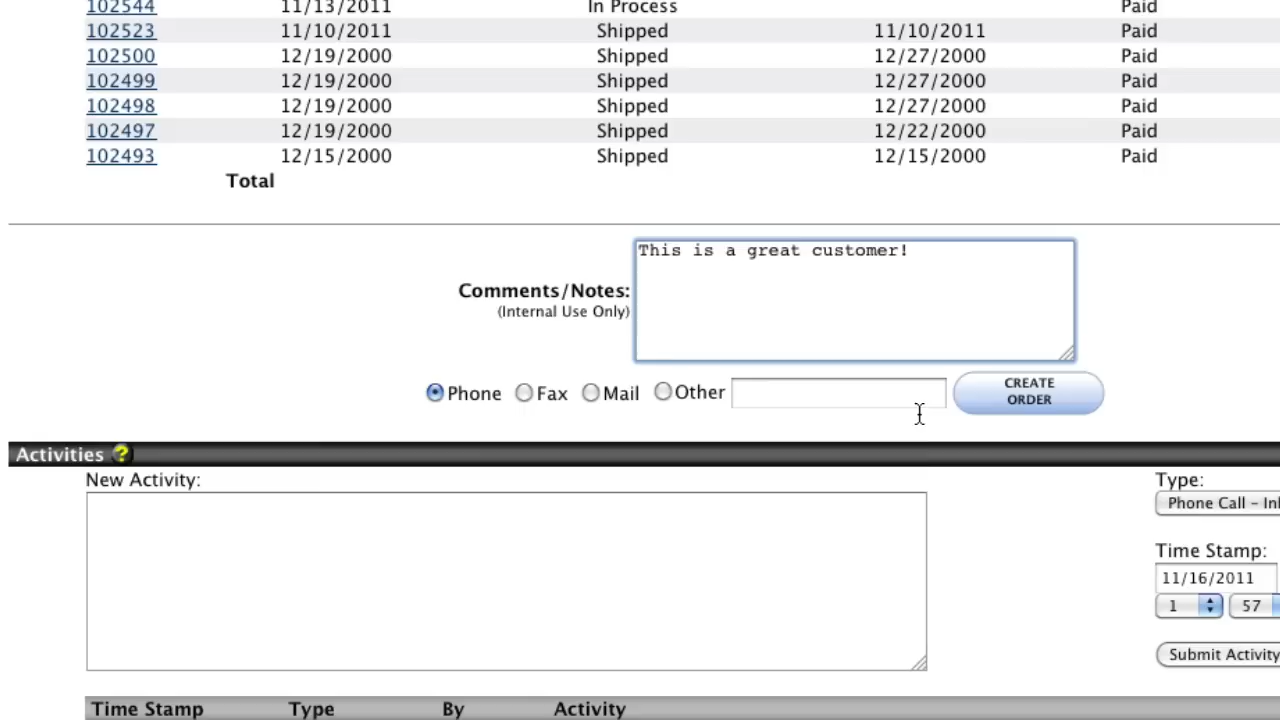 102544 11/13/2011 In Process Paid
102523 11/10/2011 Shipped 11/10/2011 Paid
102500 12/19/2000 Shipped 12/27/2000 Paid
102499 12/19/2000 Shipped 12/27/2000 Paid
102498 12/19/2000 Shipped 12/27/2000 Paid
102497 12/19/2000 Shipped 12/22/2000 Paid
102493 12/15/2000 Shipped 12/15/2000 Paid
Total
This is a great customer!
Comments/Notes:
(Internal Use Only)
Phone Fax Mail Other CREATE
ORDER
Activities ?
New Activity: Type:
Phone Call -
Time Stamp:
11/16/2011
1 57
Submit Activity
Time Stamp Type By Activity